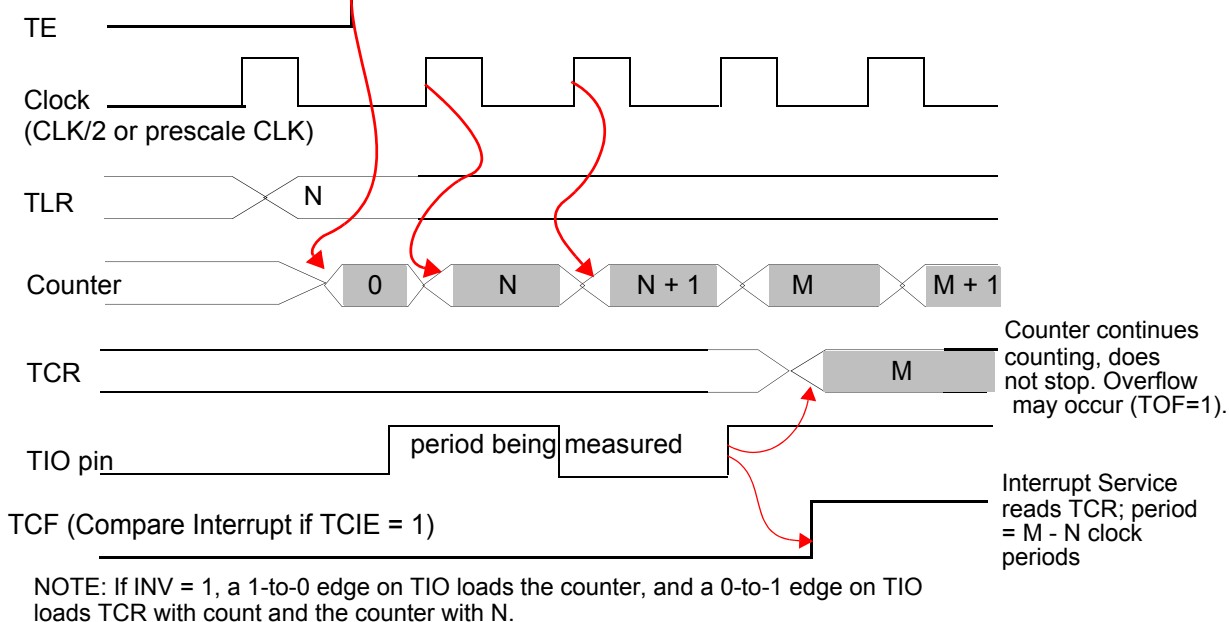 TE
Clock
(CLK/2 or prescale CLK)
TLR
N
Counter
0
N
N + 1
M
M + 1
TCR
M
Counter continues
counting, does
not stop. Overflow
may occur (TOF=1).
TIO pin
period being measured
TCF (Compare Interrupt if TCIE = 1)
Interrupt Service
reads TCR; period
= M - N clock
periods
NOTE: If INV = 1, a 1-to-0 edge on TIO loads the counter, and a 0-to-1 edge on TIO
loads TCR with count and the counter with N.